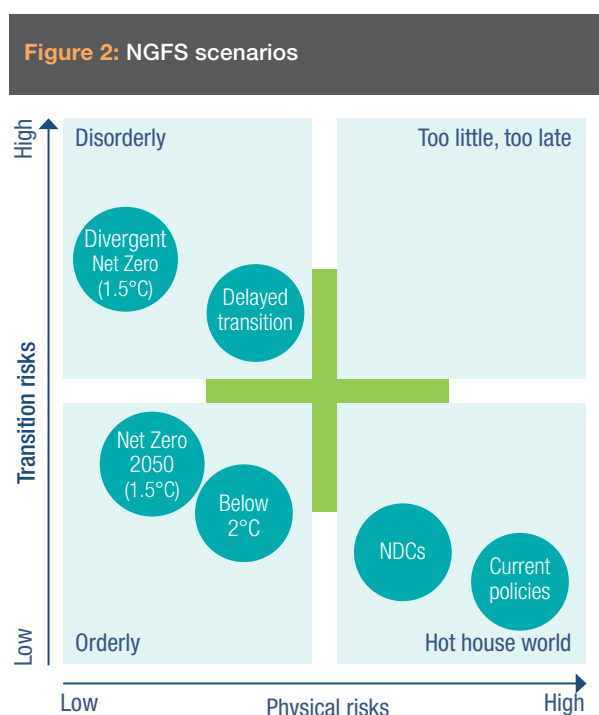 Figure 2: NGFS scenarios
High
Disorderly
Too little, too late
Divergent
Net Zero
(1.5°C)
Delayed
transition
Transition risks
Net Zero
2050
(1.5°C)
Below
2°C
NDCs
Current
policies
Low
Orderly
Hot house world
Low
Physical risks
High